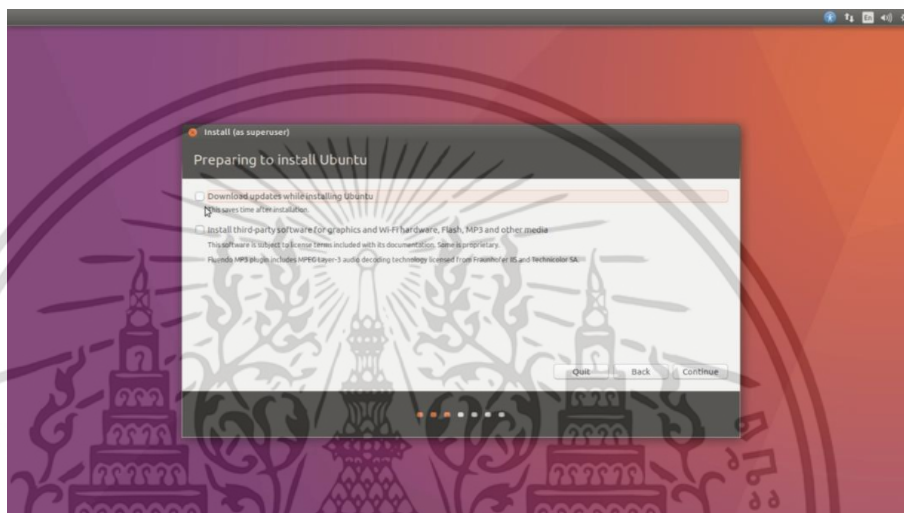 En
Install (as superuser)
Preparing to install Ubuntu
Download updates while installing Ubuntu
This saves time after installation.
Install third-party software for graphics and Wi-Fi hardware, Flash, MP3 and other media
This software is subject to license terms included with its documentation. Some is proprietary.
Fluendo MP3 plugin includes MPEG Layer-3 audio decoding technology licensed from Fraunhofer IIS and Technicolor SA.
Quit Back Continue